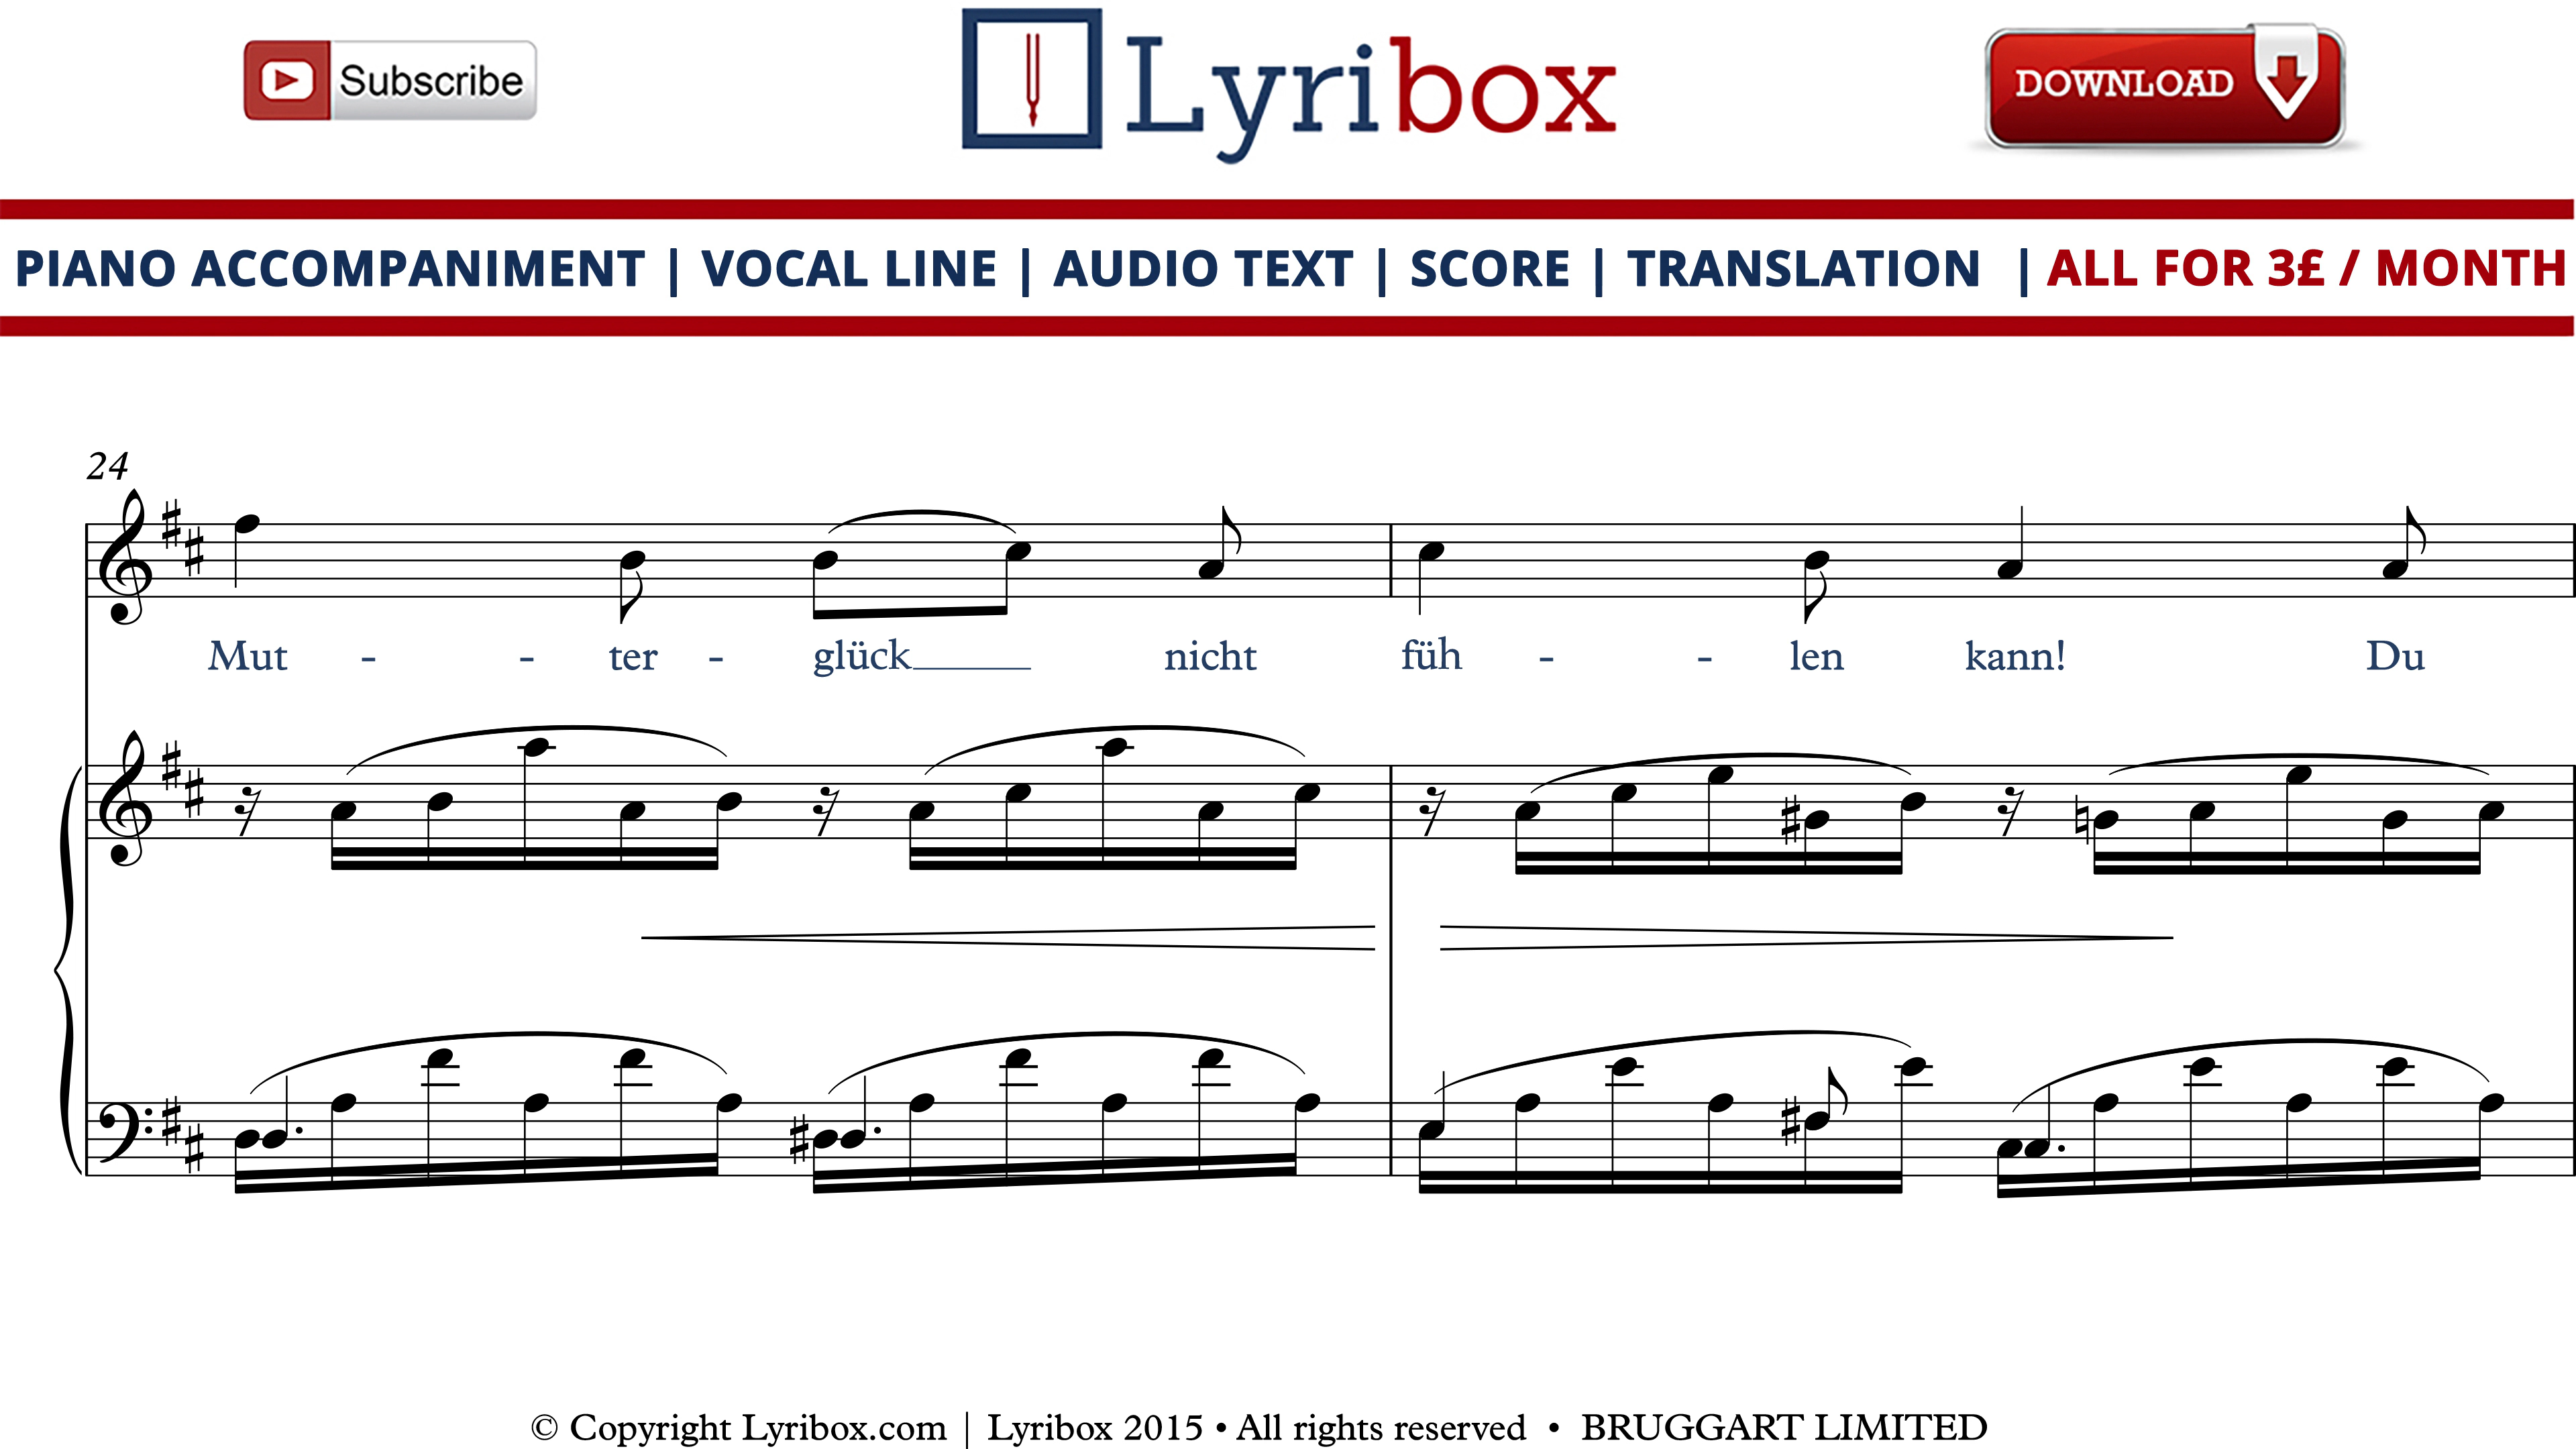 Subscribe
Lyribox
DOWNLOAD
PIANO ACCOMPANIMENT | VOCAL LINE | AUDIO TEXT | SCORE | TRANSLATION | ALL FOR 3£ / MONTH
24
Mut - - ter - glück____ nicht füh - - len kann! Du
© Copyright Lyribox.com | Lyribox 2015 • All rights reserved • BRUGGART LIMITED